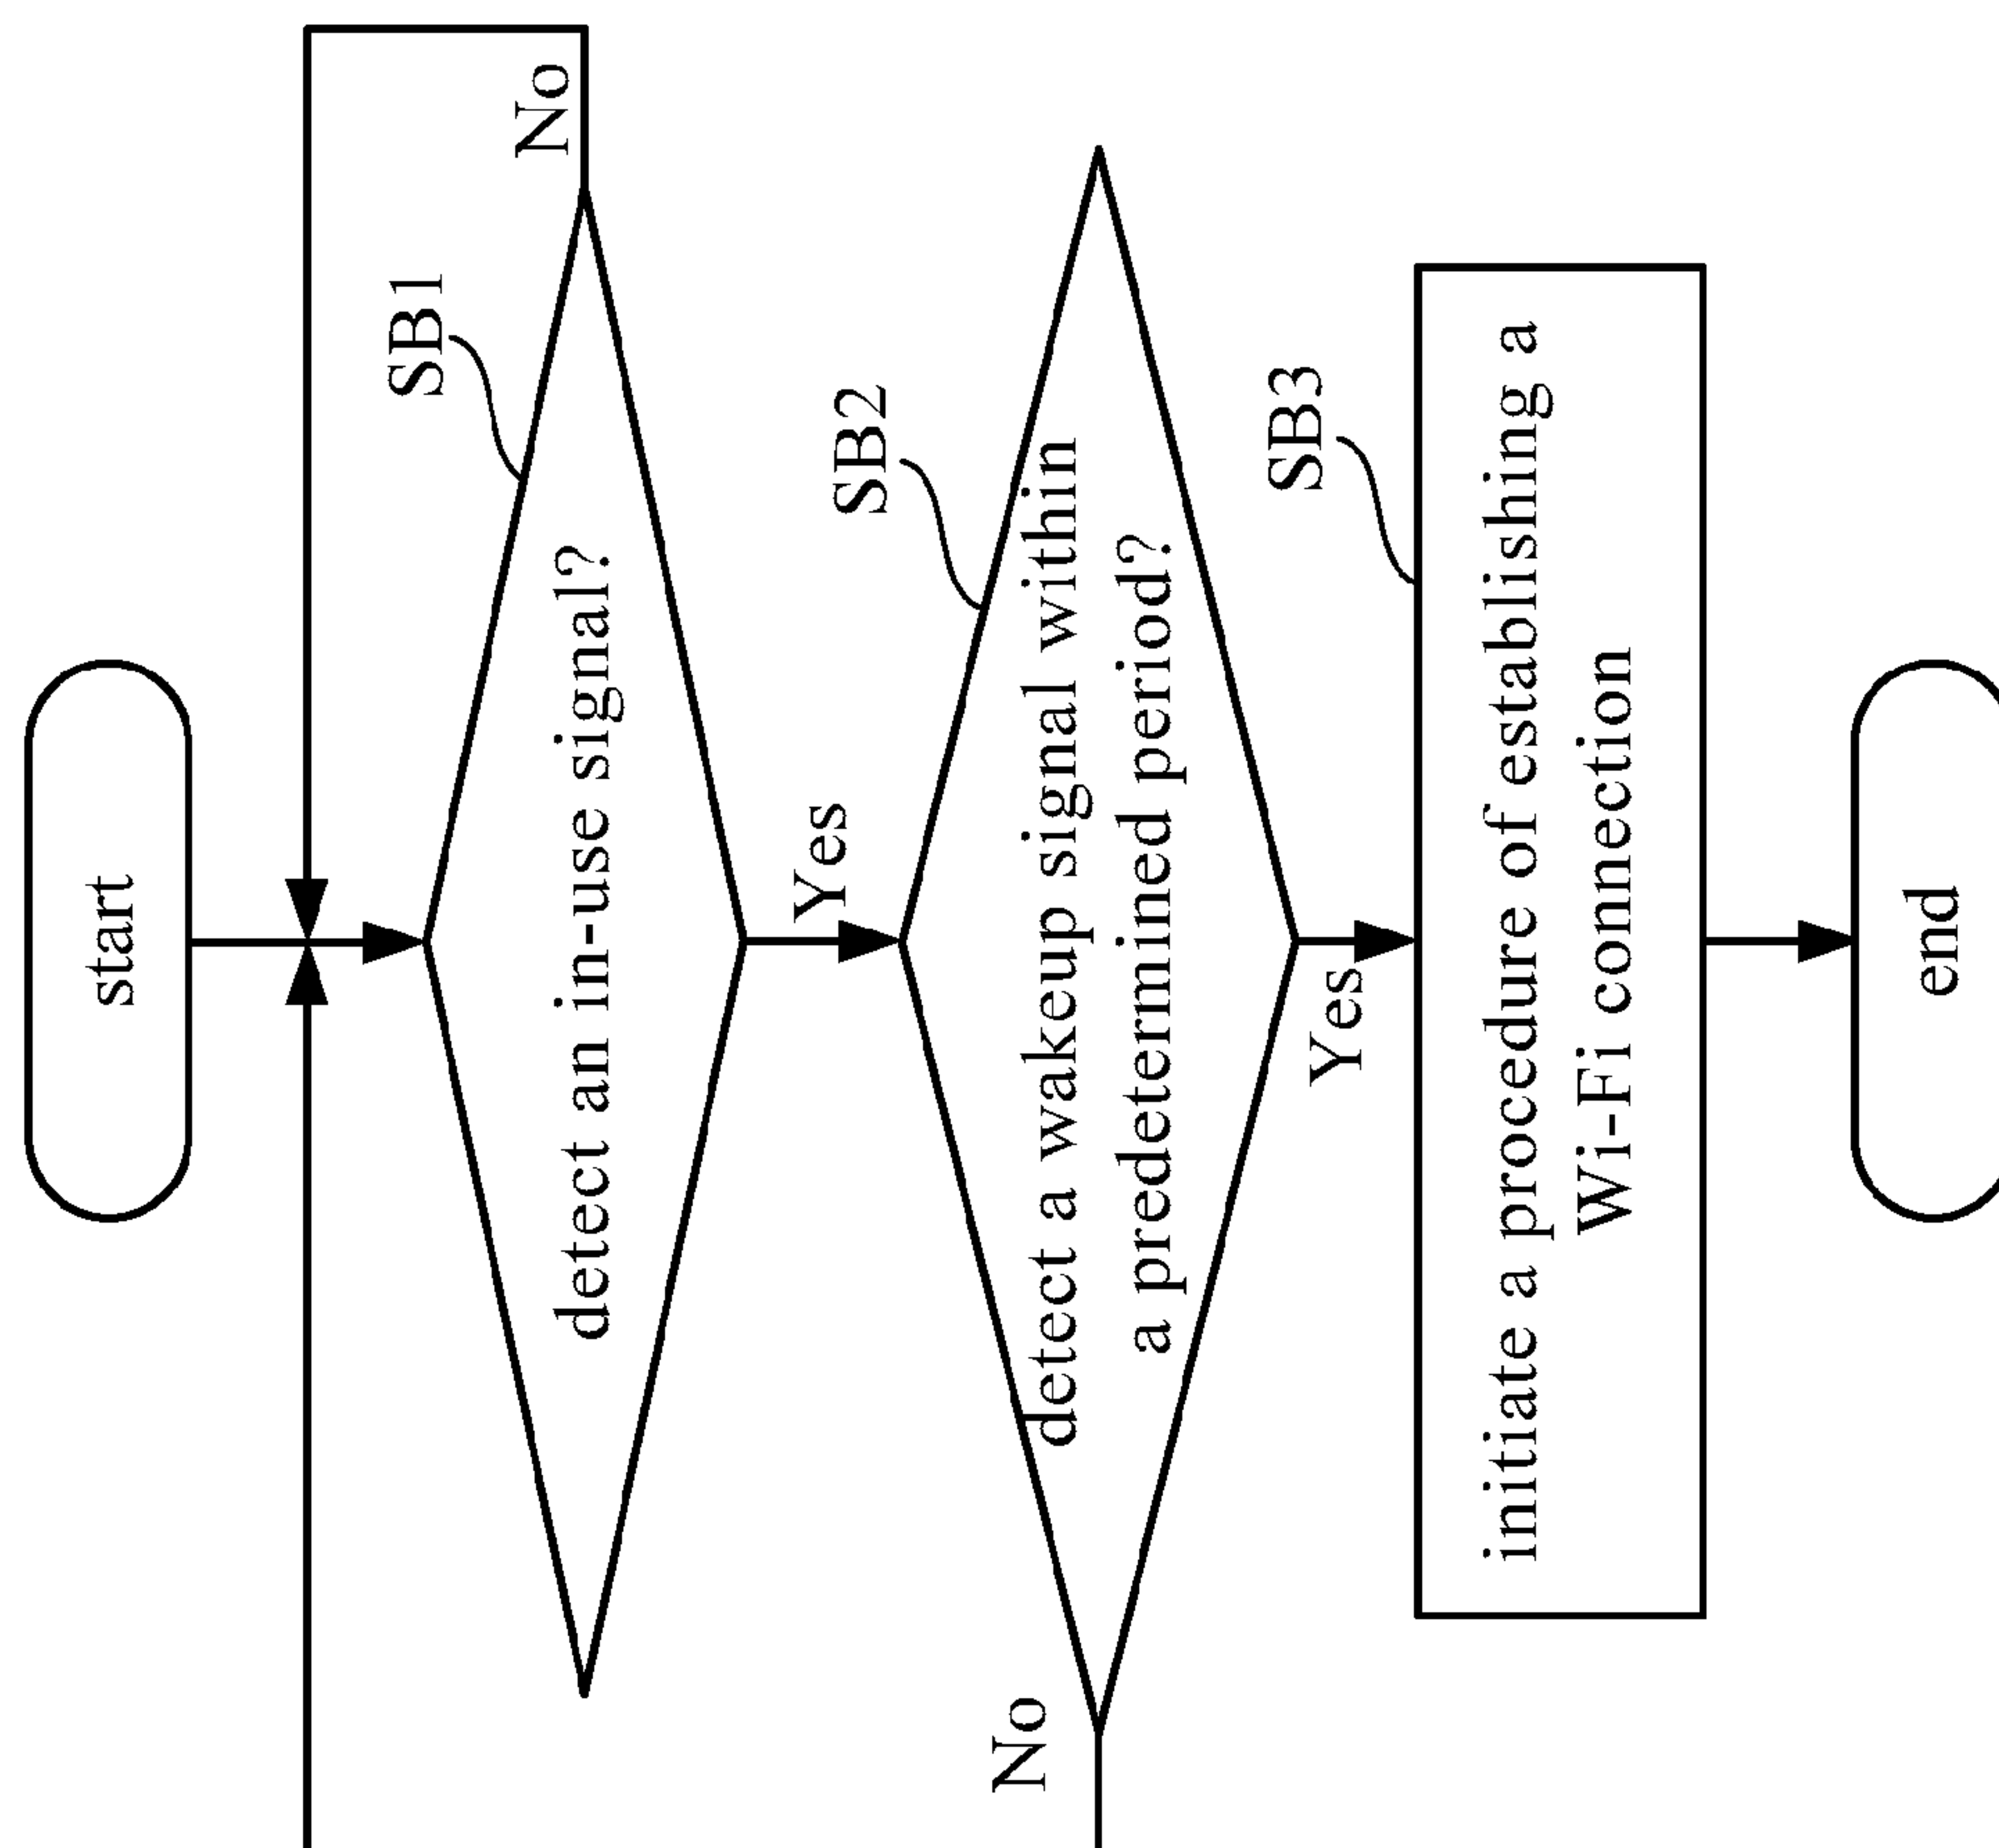 start
No
SB1
detect an in-use signal?
Yes
SB2
detect a wakeup signal within
a predetermined period?
No
Yes
SB3
initiate a procedure of establishing a
Wi-Fi connection
end